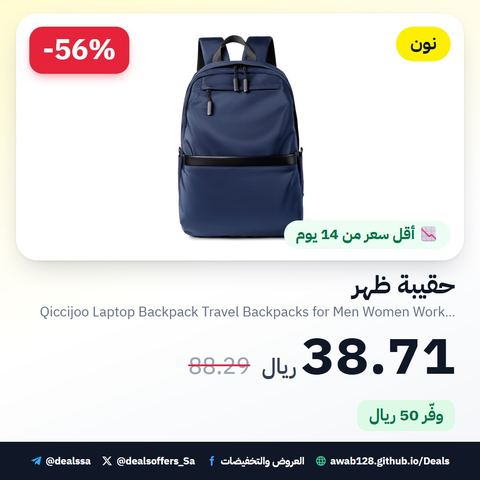 -56%
نون
أقل سعر من 14 يوم
حقيبة ظهر
Qiccijoo Laptop Backpack Travel Backpacks for Men Women Work...
38.71 ريال 88.29
وفّر 50 ريال
@dealssa @dealsoffers_Sa العروض والتخفيضات awab128.github.io/Deals